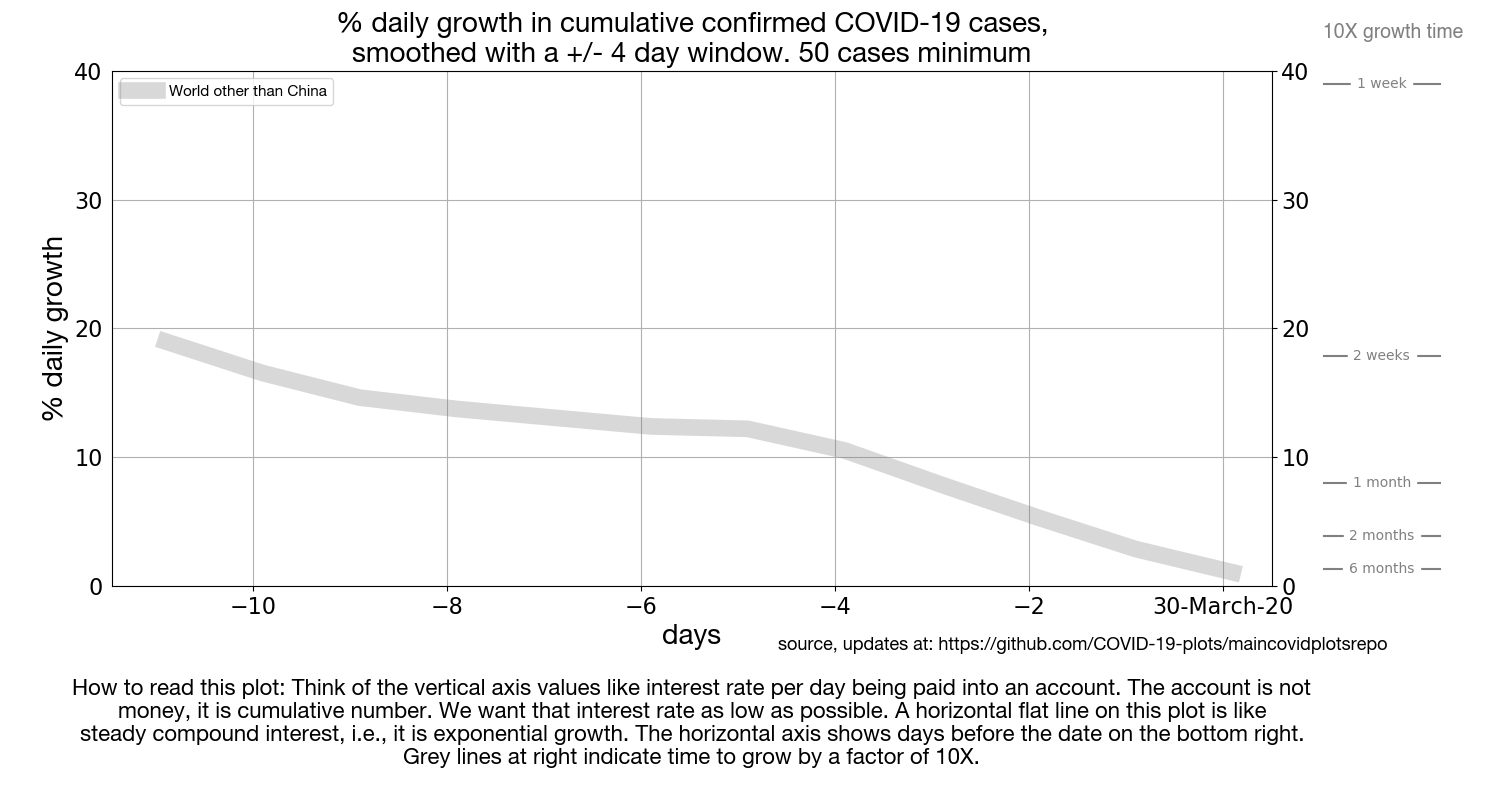 % daily growth in cumulative confirmed COVID-19 cases,
smoothed with a +/- 4 day window. 50 cases minimum
10X growth time
40
40
1 week
World other than China
30
30
% daily growth
20
20
2 weeks
10
10
1 month
2 months
6 months
0
0
−10
−8
−6
−4
−2
30-March-20
days
source, updates at: https://github.com/COVID-19-plots/maincovidplotsrepo
How to read this plot: Think of the vertical axis values like interest rate per day being paid into an account. The account is not
money, it is cumulative number. We want that interest rate as low as possible. A horizontal flat line on this plot is like
steady compound interest, i.e., it is exponential growth. The horizontal axis shows days before the date on the bottom right.
Grey lines at right indicate time to grow by a factor of 10X.